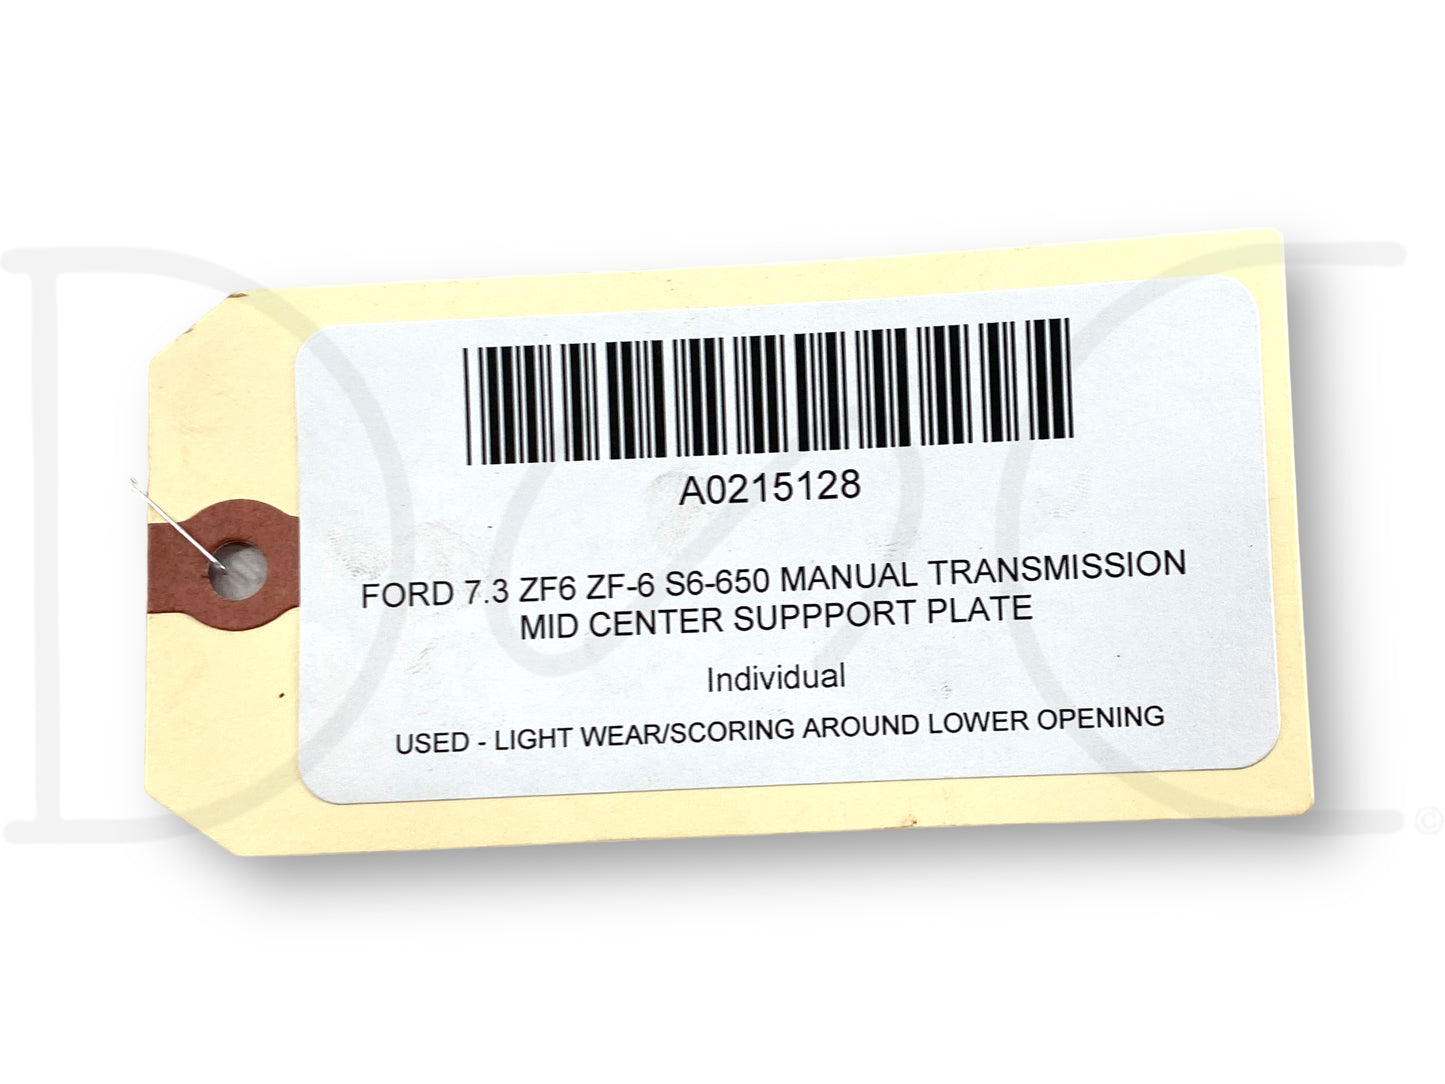 A0215128
FORD 7.3 ZF6 ZF-6 S6-650 MANUAL TRANSMISSION
MID CENTER SUPPPORT PLATE
Individual
USED - LIGHT WEAR/SCORING AROUND LOWER OPENING
©